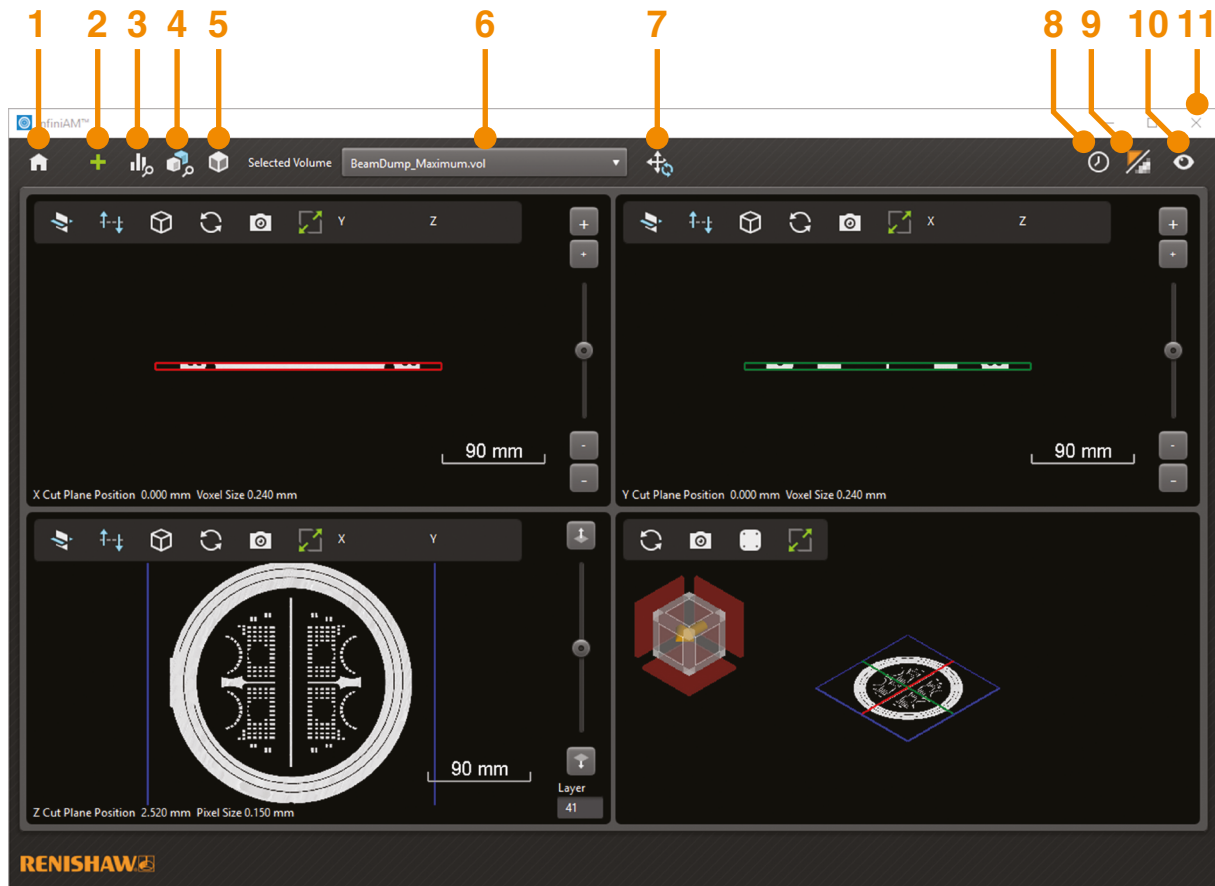 1 2 3 4 5 6 7 8 9 10 11
InfiniAM™
Selected Volume BeamDump_Maximum.vol
Y Z
X Z
90 mm
90 mm
X Cut Plane Position 0.000 mm Voxel Size 0.240 mm
Y Cut Plane Position 0.000 mm Voxel Size 0.240 mm
X Y
90 mm
Layer
41
Z Cut Plane Position 2.520 mm Pixel Size 0.150 mm
RENISHAW